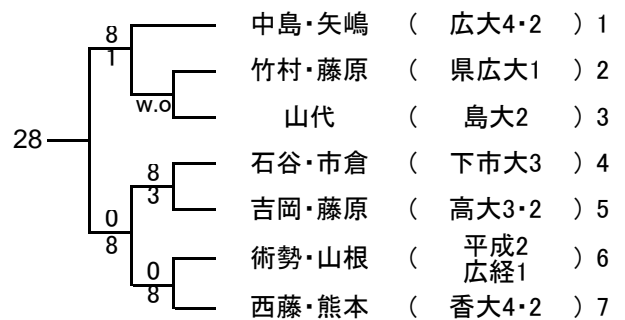 8
1
中島・矢嶋 ( 広大4・2 ) 1
竹村・藤原 ( 県広大1 ) 2
w.o
山代 ( 島大2 ) 3
28
石谷・市倉 ( 下市大3 ) 4
8
3
吉岡・藤原 ( 高大3・2 ) 5
0
8
術勢・山根 ( 平成2
広経1 ) 6
0
8
西藤・熊本 ( 香大4・2 ) 7